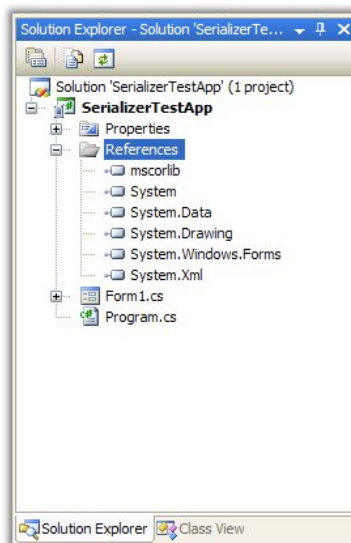 Solution Explorer - Solution 'SerializerTe...
Solution 'SerializerTestApp' (1 project)
SerializerTestApp
Properties
References
mscorlib
System
System.Data
System.Drawing
System.Windows.Forms
System.Xml
Form1.cs
Program.cs
Solution Explorer Class View